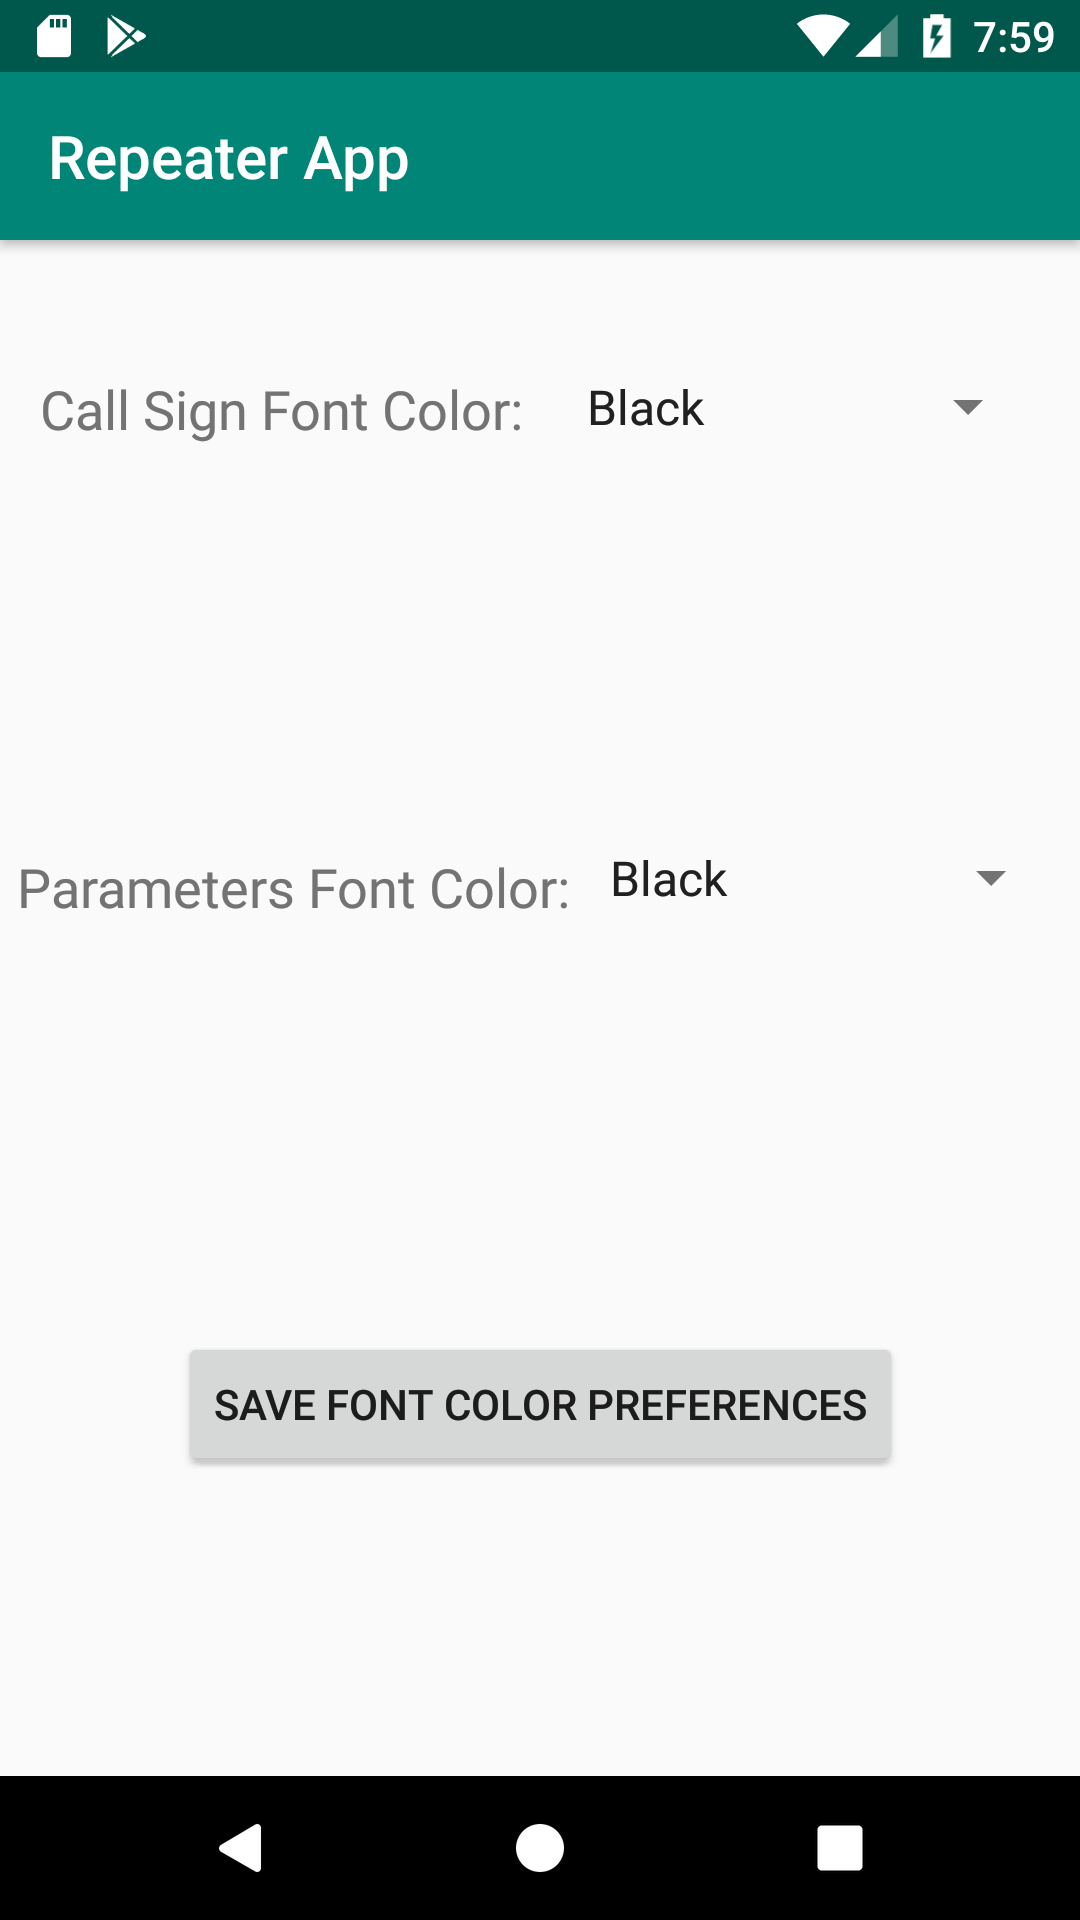 7:59
Repeater App
Call Sign Font Color: Black
Parameters Font Color: Black
SAVE FONT COLOR PREFERENCES